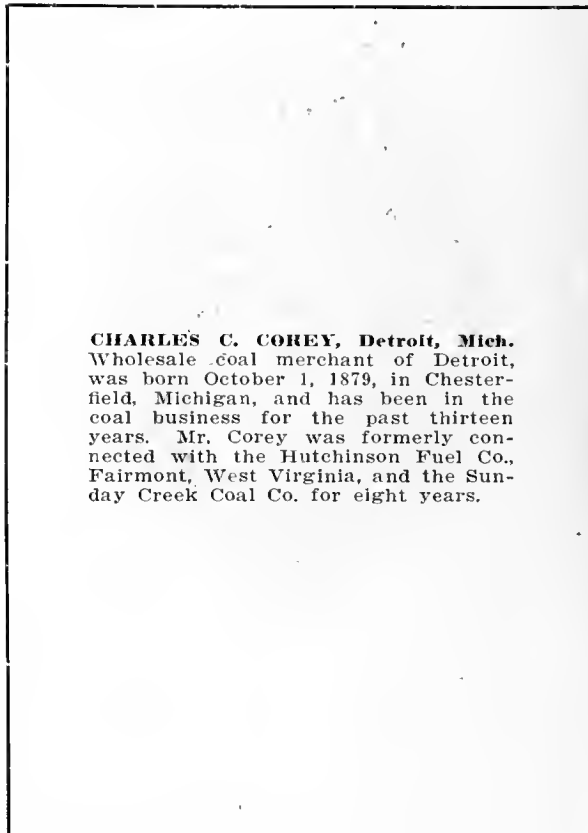 CHARLES C. COREY, Detroit, Mich.
Wholesale coal merchant of Detroit,
was born October 1, 1879, in Chester-
field, Michigan, and has been in the
coal business for the past thirteen
years. Mr. Corey was formerly con-
nected with the Hutchinson Fuel Co.,
Fairmont, West Virginia, and the Sun-
day Creek Coal Co. for eight years.